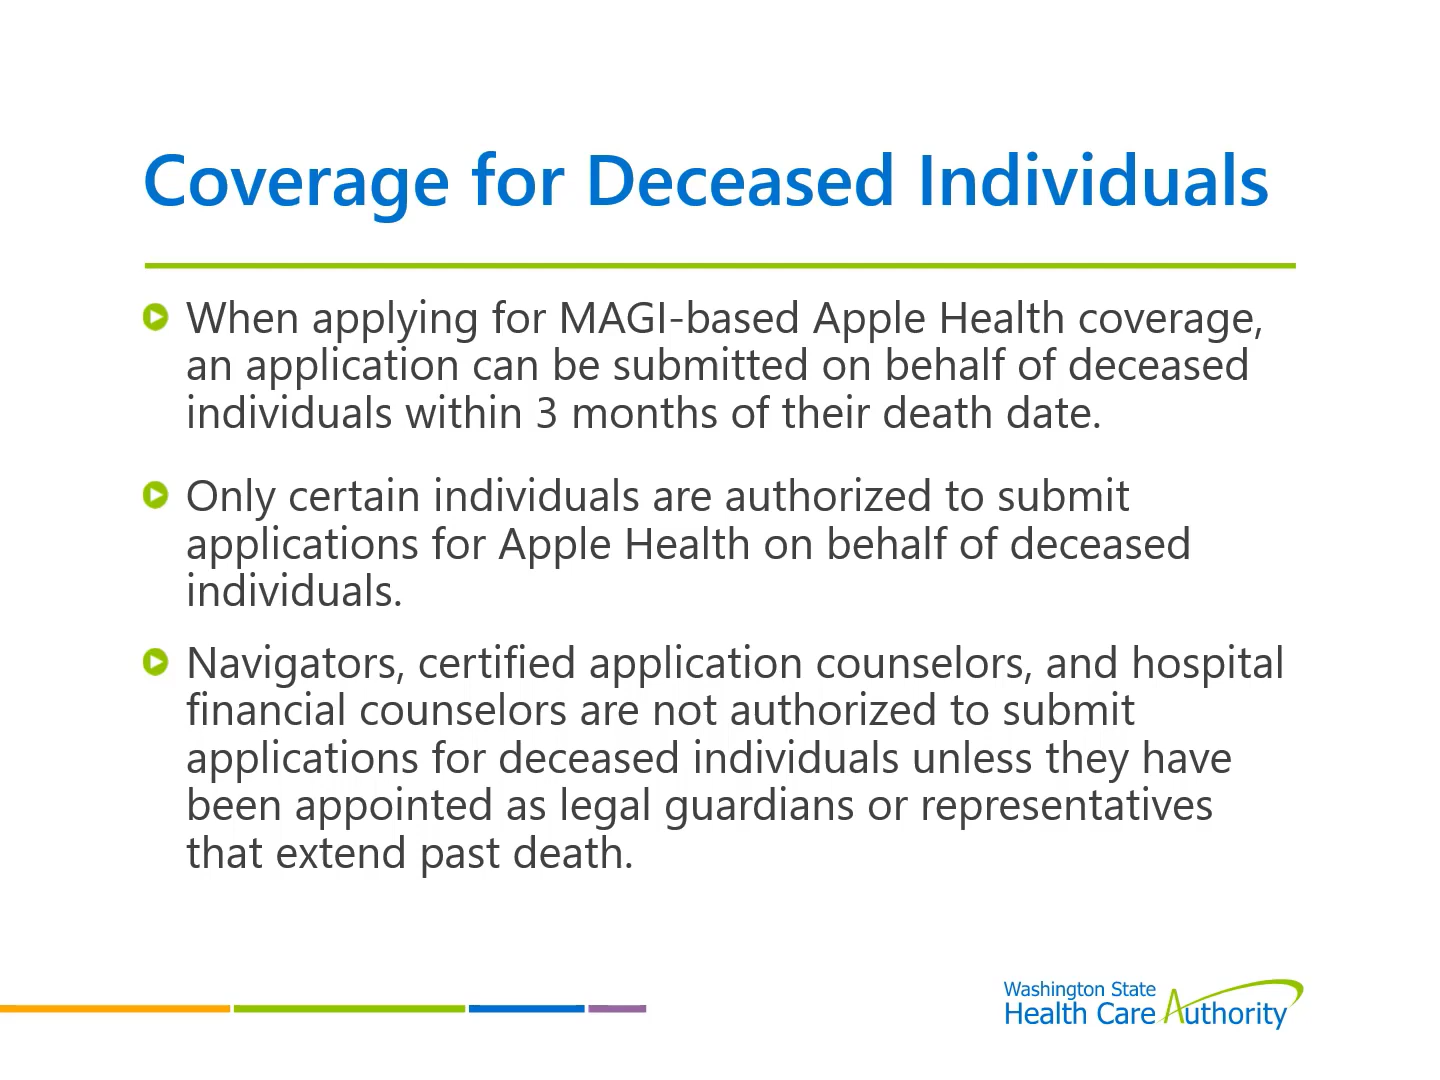 Coverage for Deceased Individuals
When applying for MAGI-based Apple Health coverage,
an application can be submitted on behalf of deceased
individuals within 3 months of their death date.
Only certain individuals are authorized to submit
applications for Apple Health on behalf of deceased
individuals.
Navigators, certified application counselors, and hospital
financial counselors are not authorized to submit
applications for deceased individuals unless they have
been appointed as legal guardians or representatives
that extend past death.
Washington State
Health Care Authority